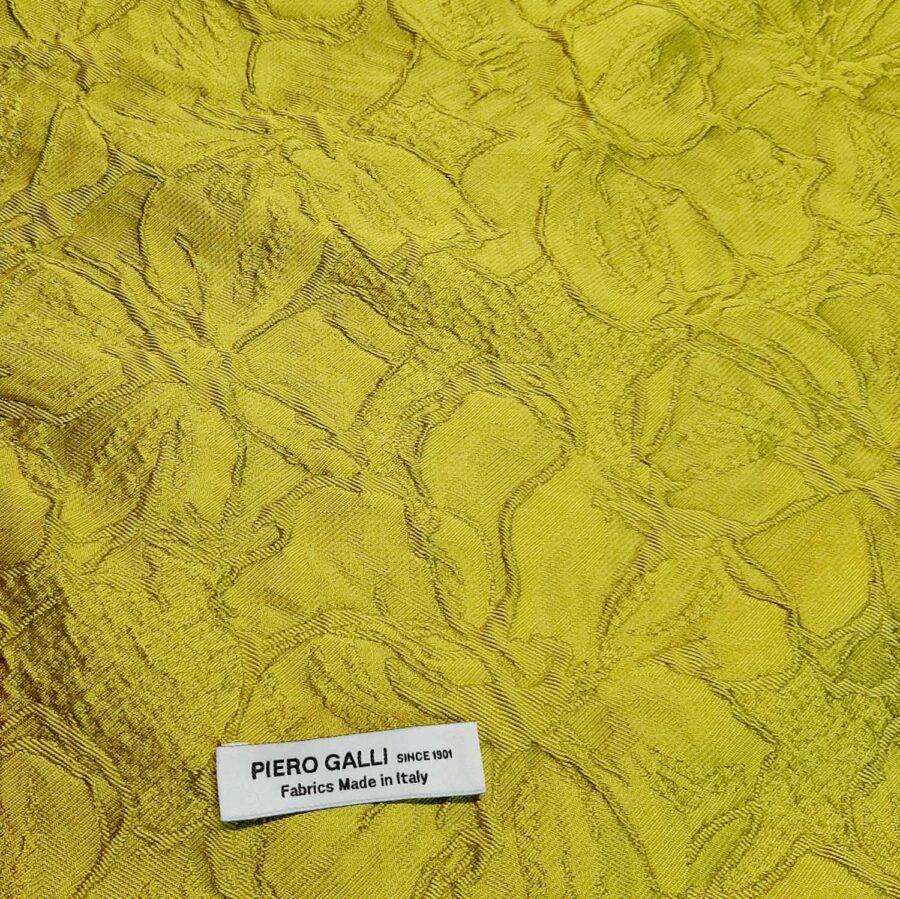 PIERO GALLI SINCE 1901
Fabrics Made in Italy